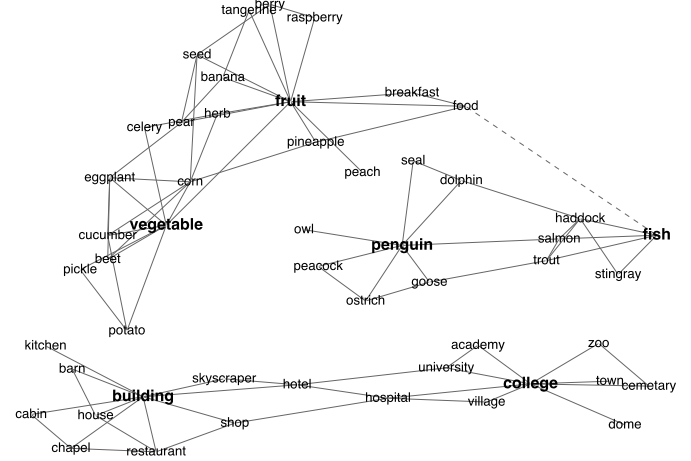 berry
tangerine
raspberry
seed
banana
breakfast
fruit
food
herb
pear
celery
pineapple
seal
peach
eggplant
corn
dolphin
haddock
vegetable
owl
fish
cucumber
salmon
penguin
beet
trout
pickle
peacock
stingray
goose
ostrich
potato
kitchen
academy
zoo
barn
university
skyscraper
hotel
college
town
cemetary
building
hospital
village
cabin
house
shop
dome
chapel
restaurant